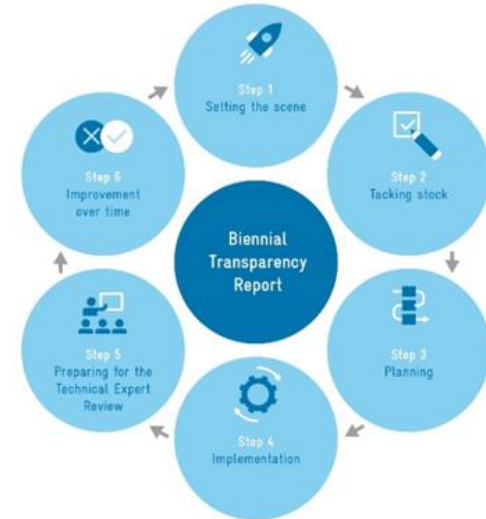 Step 1
Setting the scene
Step 2
Tacking stock
Step 3
Planning
Step 4
Implementation
Step 5
Preparing for the
Technical Expert
Review
Step 6
Improvement
over time
Biennial
Transparency
Report